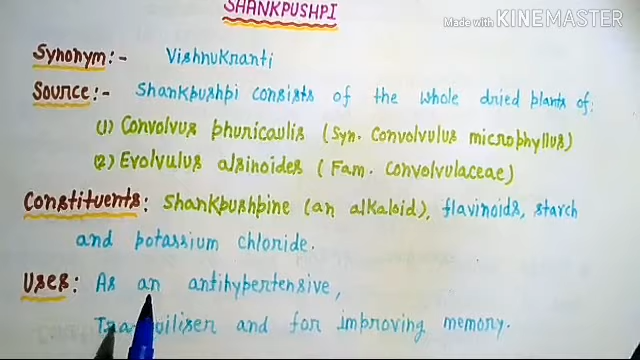 SHANKPUSHPI
Made with KINEMASTER
Synonym:- Vishnukranti
Source:- Shankpushpi consists of the whole dried plants of:
(1) Convolvus phuricaulis (Syn. Convolvulus microphyllus)
(2) Evolvulus alsinoides (Fam. Convolvulaceae)
Constituents: Shankpushpine (an alkaloid), flavinoids, starch
and potassium chloride.
Uses: As an antihypertensive,
and for improving memory.